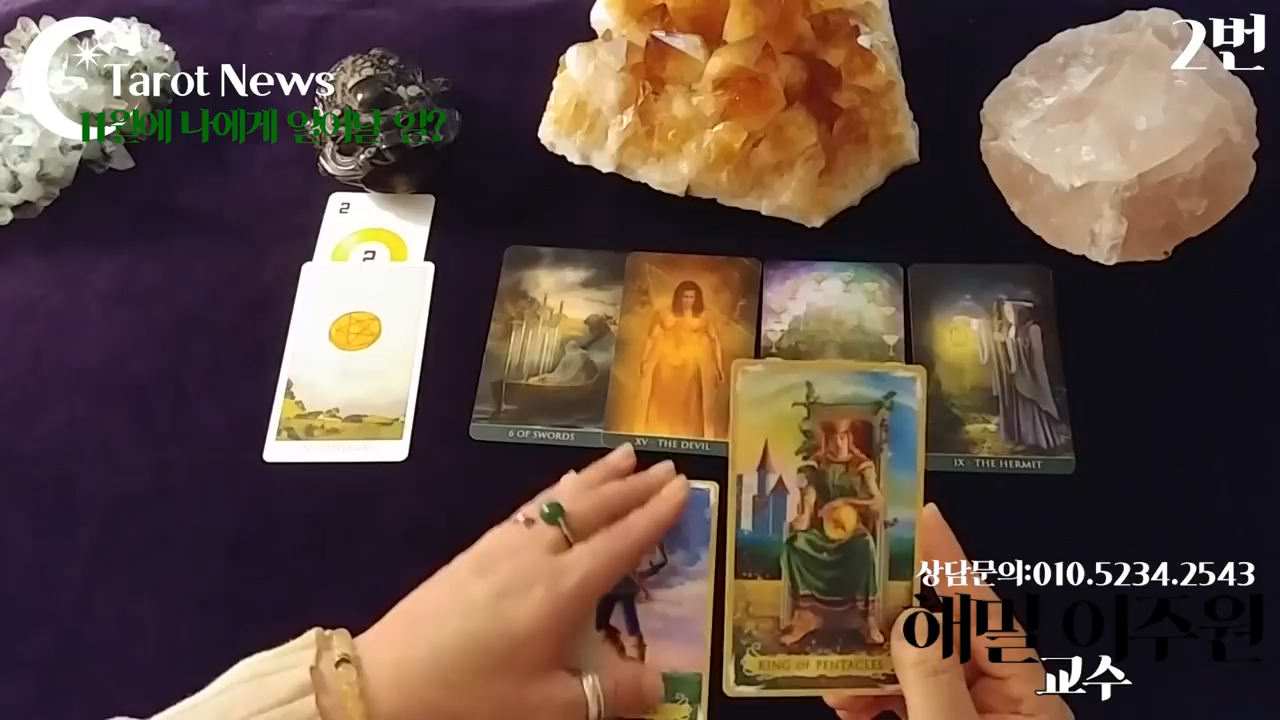 Tarot News
11월에 나에게 일어날 일?
2번
2
2
6 OF SWORDS
XV - THE DEVIL
IX - THE HERMIT
KING OF PENTACLES
상담문의:010.5234.2543
해밀 이주원
교수